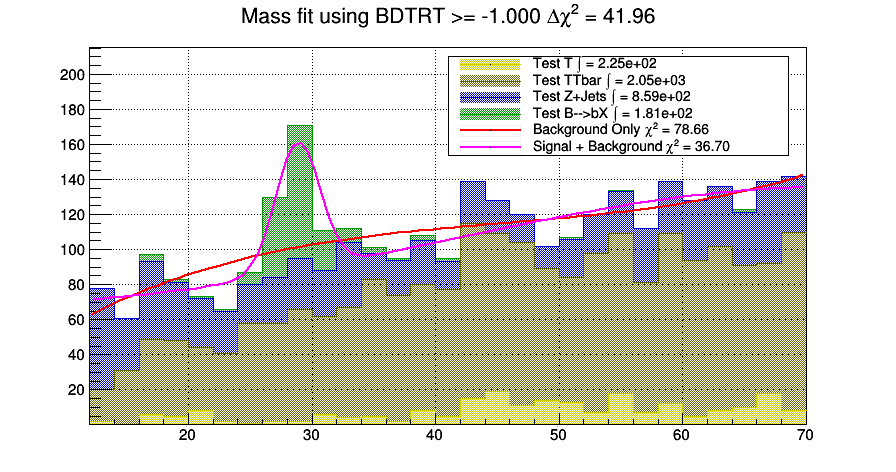 Mass fit using BDTRT >= -1.000 Δχ² = 41.96
Test T ∫ = 2.25e+02
Test TTbar ∫ = 2.05e+03
Test Z+Jets ∫ = 8.59e+02
Test B-->bX ∫ = 1.81e+02
Background Only χ² = 78.66
Signal + Background χ² = 36.70
200
180
160
140
120
100
80
60
40
20
20 30 40 50 60 70